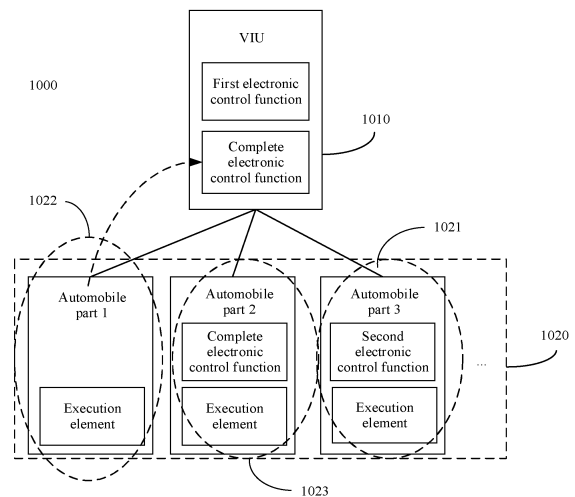 VIU
1000
First electronic
control function
1010
Complete
electronic
control function
1022
1021
Automobile
part 1
Automobile
part 2
Automobile
part 3
Complete
electronic
control function
Second
electronic
control function
1020
...
Execution
element
Execution
element
Execution
element
1023